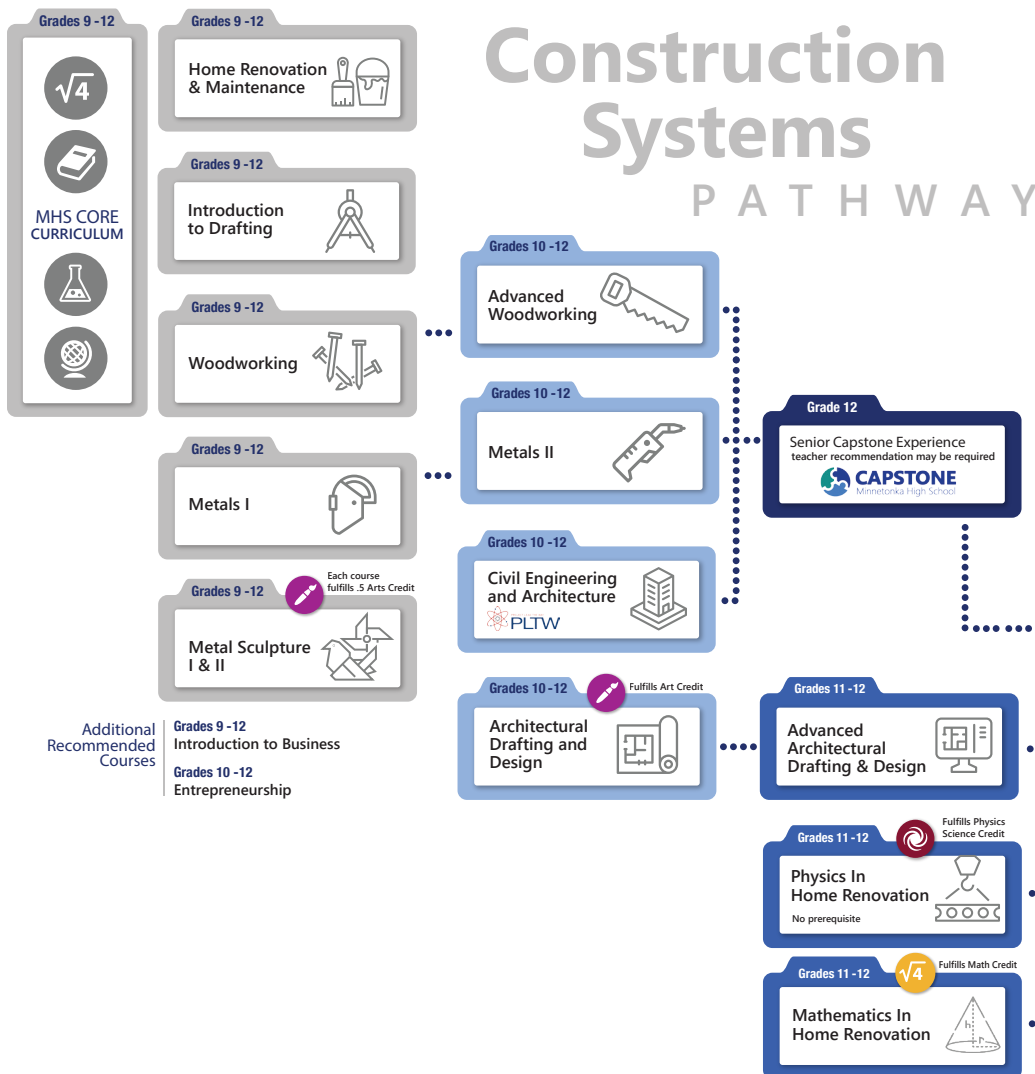 Construction
Systems
PATHWAY
Grades 9 -12
√4
MHS CORE
CURRICULUM
Grades 9 -12
Home Renovation
& Maintenance
Grades 9 -12
Introduction
to Drafting
Grades 9 -12
Woodworking
Grades 9 -12
Metals I
Grades 9 -12
Each course
fulfills .5 Arts Credit
Metal Sculpture
I & II
Additional
Recommended
Courses
Grades 9 -12
Introduction to Business
Grades 10 -12
Entrepreneurship
Grades 10 -12
Advanced
Woodworking
Grades 10 -12
Metals II
Grades 10 -12
Civil Engineering
and Architecture
PLTW
Grades 10 -12
Fulfills Art Credit
Architectural
Drafting and
Design
Grade 12
Senior Capstone Experience
teacher recommendation may be required
CAPSTONE
Minnetonka High School
Grades 11 -12
Advanced
Architectural
Drafting & Design
Grades 11 -12
Fulfills Physics
Science Credit
Physics In
Home Renovation
No prerequisite
Grades 11 -12
√4
Fulfills Math Credit
Mathematics In
Home Renovation
h
r